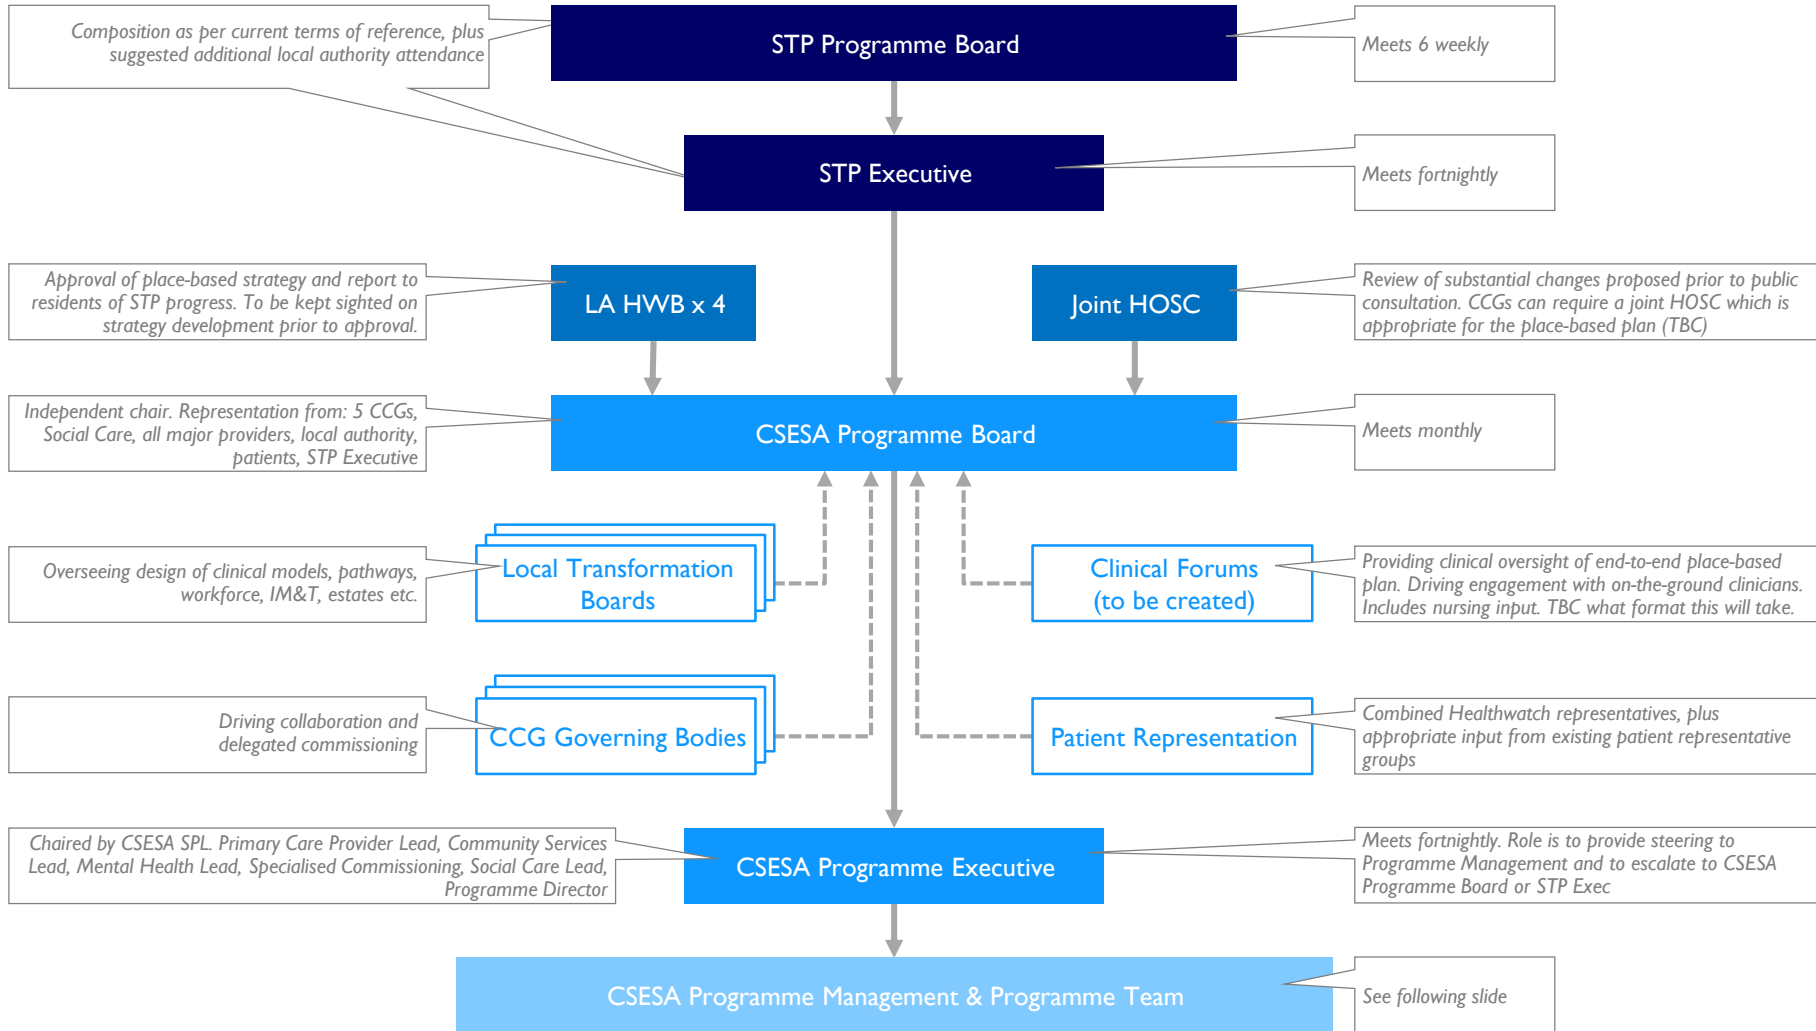 Composition as per current terms of reference, plus
suggested additional local authority attendance
STP Programme Board
Meets 6 weekly
STP Executive
Meets fortnightly
Approval of place-based strategy and report to
residents of STP progress. To be kept sighted on
strategy development prior to approval.
LA HWB x 4
Joint HOSC
Review of substantial changes proposed prior to public
consultation. CCGs can require a joint HOSC which is
appropriate for the place-based plan (TBC)
Independent chair. Representation from: 5 CCGs,
Social Care, all major providers, local authority,
patients, STP Executive
CSESA Programme Board
Meets monthly
Overseeing design of clinical models, pathways,
workforce, IM&T, estates etc.
Local Transformation
Boards
Clinical Forums
(to be created)
Providing clinical oversight of end-to-end place-based
plan. Driving engagement with on-the-ground clinicians.
Includes nursing input. TBC what format this will take.
Driving collaboration and
delegated commissioning
CCG Governing Bodies
Patient Representation
Combined Healthwatch representatives, plus
appropriate input from existing patient representative
groups
Chaired by CSESA SPL. Primary Care Provider Lead, Community Services
Lead, Mental Health Lead, Specialised Commissioning, Social Care Lead,
Programme Director
CSESA Programme Executive
Meets fortnightly. Role is to provide steering to
Programme Management and to escalate to CSESA
Programme Board or STP Exec
CSESA Programme Management & Programme Team
See following slide